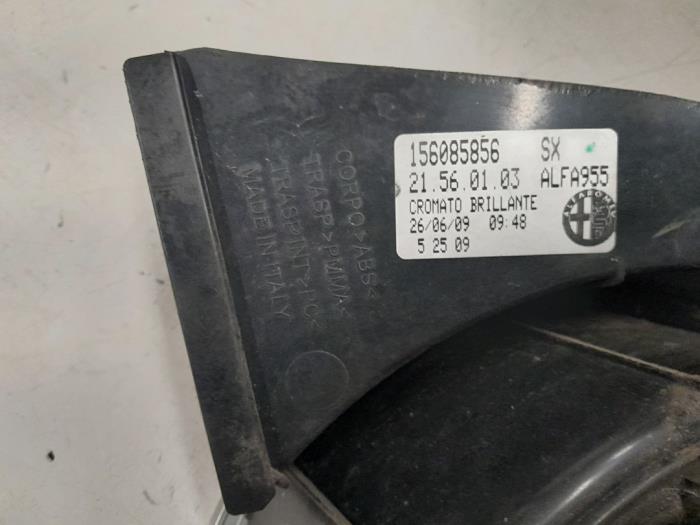 156085856 SX
21.56.01.03 ALFA955
CROMATO BRILLANTE
26/06/09 09:48
5 25 09
CORPO >ABS<
TRASP >PMMA<
TRASP INT >PC<
MADE IN ITALY